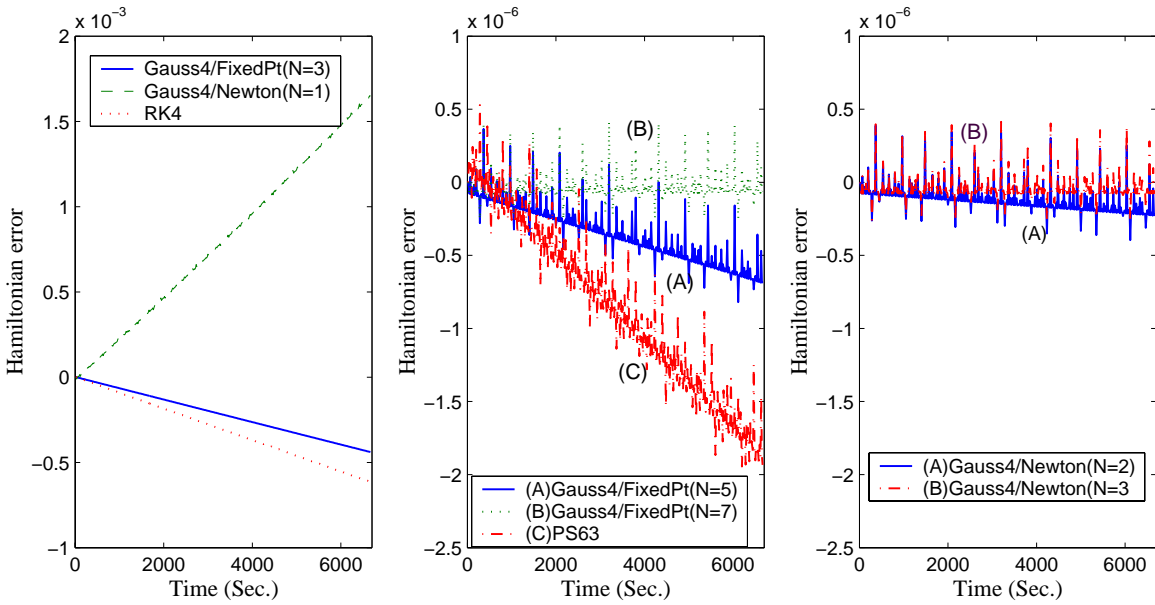 x 10⁻³
2
1.5
1
0.5
0
−0.5
−1
0
2000
4000
6000
Hamiltonian error
Time (Sec.)
Gauss4/FixedPt(N=3)
Gauss4/Newton(N=1)
RK4
x 10⁻⁶
1
0.5
0
−0.5
−1
−1.5
−2
−2.5
0
2000
4000
6000
Hamiltonian error
Time (Sec.)
(B)
(A)
(C)
(A)Gauss4/FixedPt(N=5)
(B)Gauss4/FixedPt(N=7)
(C)PS63
x 10⁻⁶
1
0.5
0
−0.5
−1
−1.5
−2
−2.5
0
2000
4000
6000
Hamiltonian error
Time (Sec.)
(B)
(A)
(A)Gauss4/Newton(N=2)
(B)Gauss4/Newton(N=3